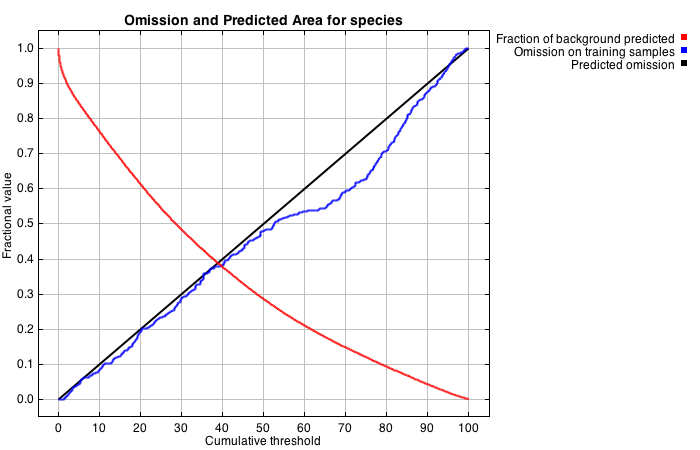 Omission and Predicted Area for species
Fraction of background predicted
Omission on training samples
Predicted omission
Fractional value
1.0
0.9
0.8
0.7
0.6
0.5
0.4
0.3
0.2
0.1
0.0
0 10 20 30 40 50 60 70 80 90 100
Cumulative threshold